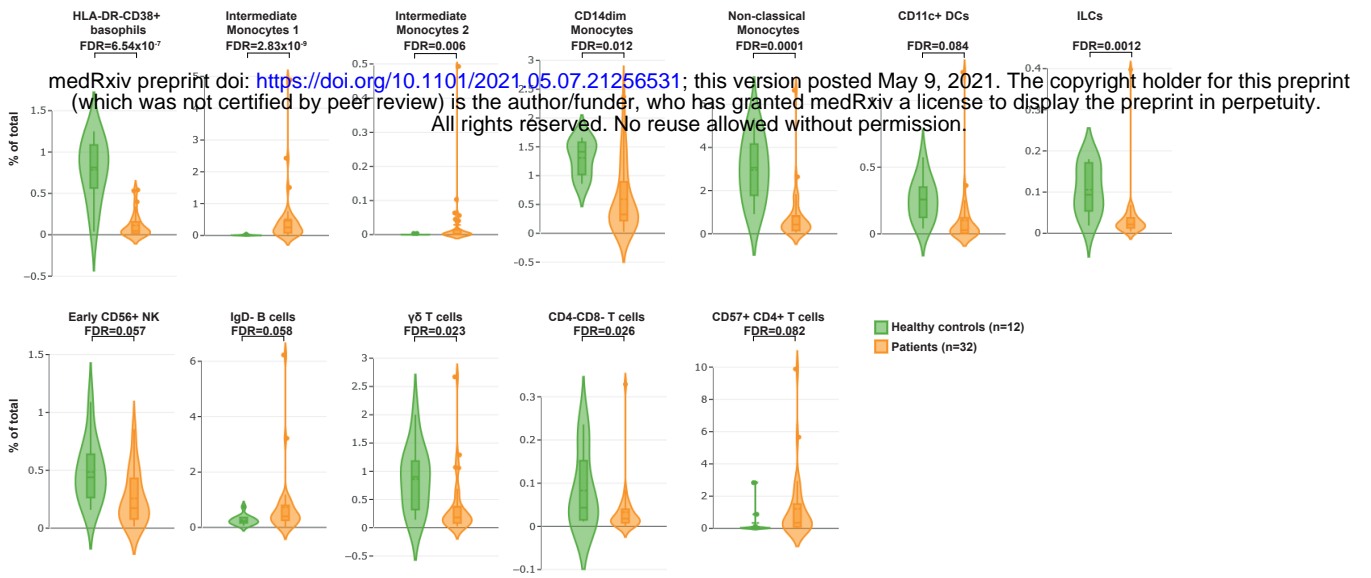 HLA-DR-CD38+
basophils
FDR=6.54x10-7
Intermediate
Monocytes 1
FDR=2.83x10-9
Intermediate
Monocytes 2
FDR=0.006
CD14dim
Monocytes
FDR=0.012
Non-classical
Monocytes
FDR=0.0001
CD11c+ DCs
FDR=0.084
ILCs
FDR=0.0012
medRxiv preprint doi: https://doi.org/10.1101/2021.05.07.21256531; this version posted May 9, 2021. The copyright holder for this preprint
(which was not certified by peer review) is the author/funder, who has granted medRxiv a license to display the preprint in perpetuity.
All rights reserved. No reuse allowed without permission.
% of total
1.5
1
0.5
0
−0.5
3
2
1
0
0.5
0.3
0.2
0.1
0
3
2
1.5
1
0.5
0
−0.5
4
2
0
0.5
0
0.4
0.2
0.1
0
Early CD56+ NK
FDR=0.057
IgD- B cells
FDR=0.058
γδ T cells
FDR=0.023
CD4-CD8- T cells
FDR=0.026
CD57+ CD4+ T cells
FDR=0.082
Healthy controls (n=12)
Patients (n=32)
% of total
1.5
1
0.5
0
6
4
2
0
3
2.5
2
1.5
1
0.5
0
−0.5
0.3
0.2
0.1
0
−0.1
10
8
6
4
2
0